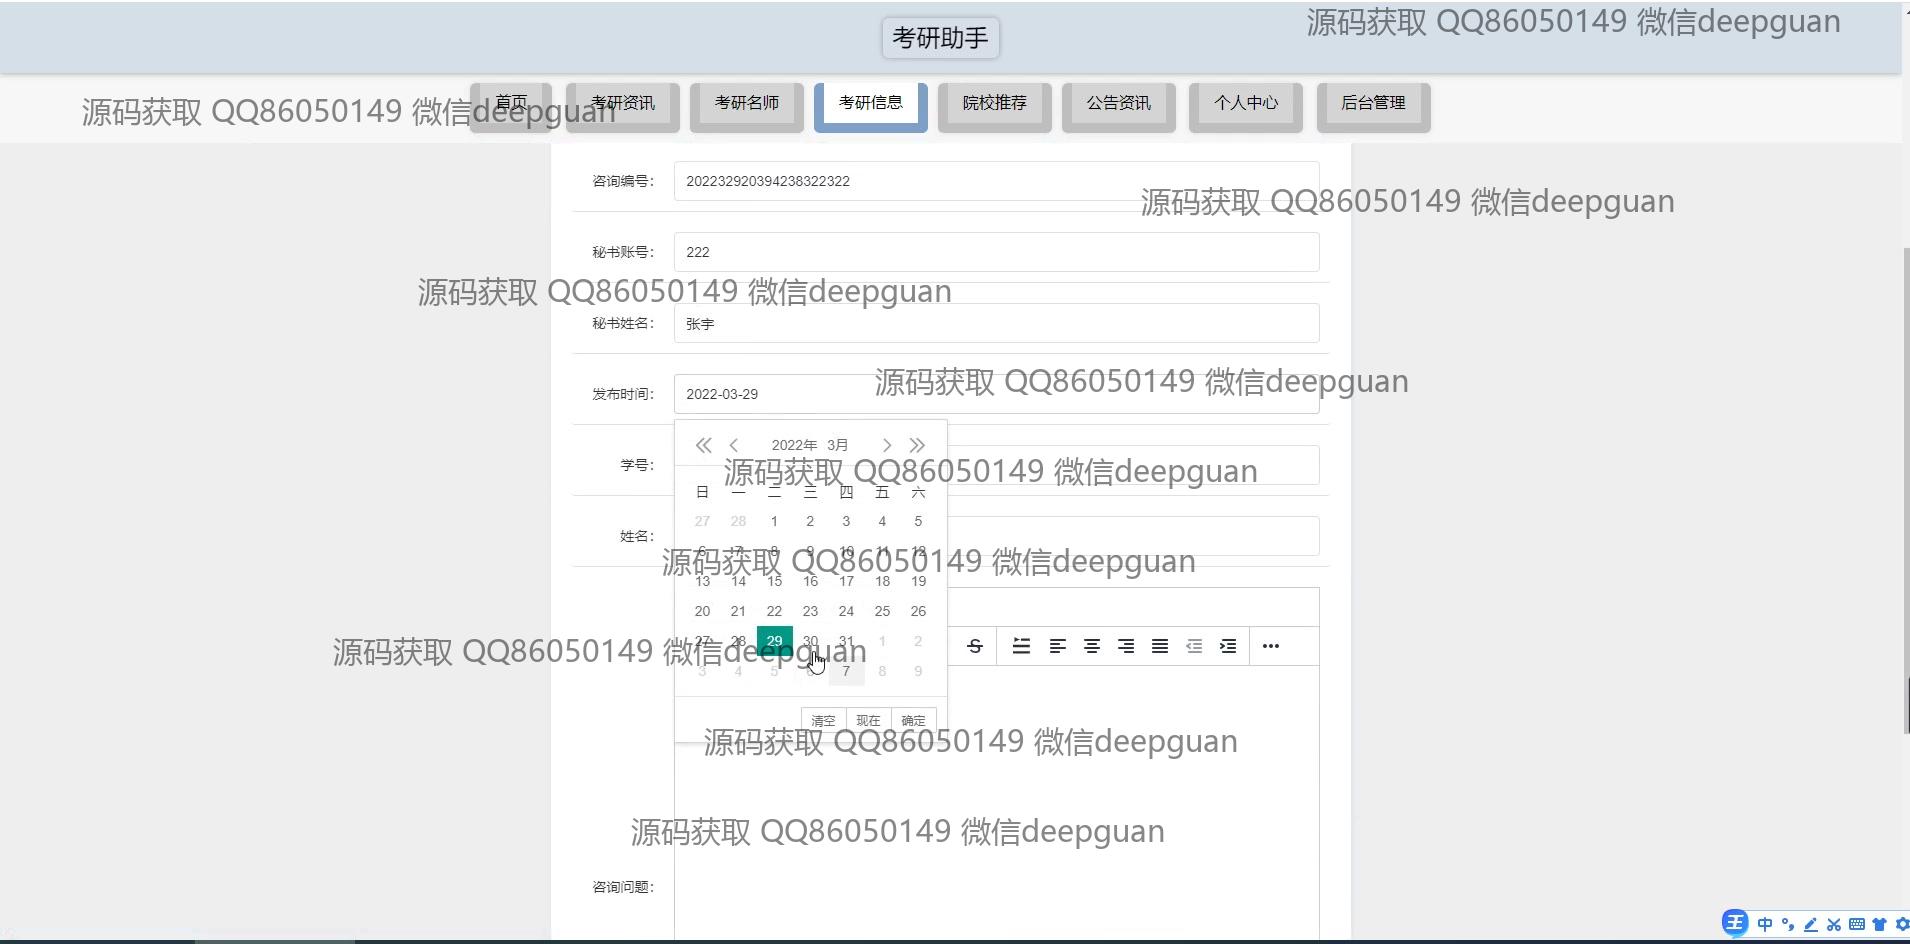 考研助手
源码获取 QQ86050149 微信deepguan
首页 考研资讯 考研名师 考研信息 院校推荐 公告资讯 个人中心 后台管理
源码获取 QQ86050149 微信deepguan
咨询编号： 202232920394238322322
源码获取 QQ86050149 微信deepguan
秘书账号： 222
源码获取 QQ86050149 微信deepguan
秘书姓名： 张宇
源码获取 QQ86050149 微信deepguan
发布时间： 2022-03-29
2022年 3月
学号：
源码获取 QQ86050149 微信deepguan
日 一 二 三 四 五 六
27 28 1 2 3 4 5
姓名：
6 7 8 9 10 11 12
源码获取 QQ86050149 微信deepguan
13 14 15 16 17 18 19
20 21 22 23 24 25 26
27 28 29 30 31 1 2
源码获取 QQ86050149 微信deepguan
3 4 5 6 7 8 9
清空 现在 确定
源码获取 QQ86050149 微信deepguan
源码获取 QQ86050149 微信deepguan
咨询问题：
王 中